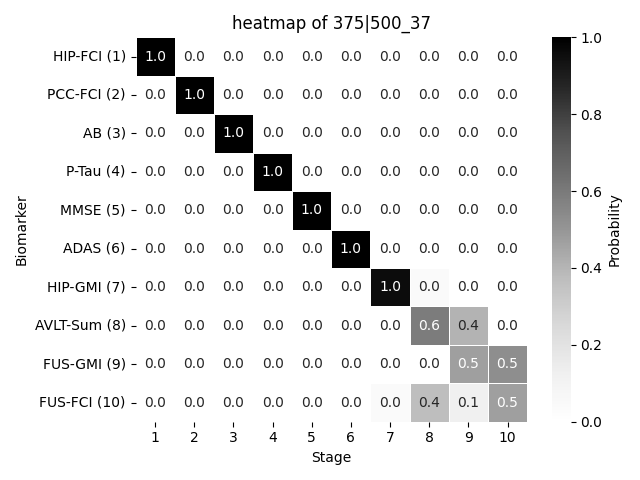 heatmap of 375|500_37
HIP-FCI (1) 1.0 0.0 0.0 0.0 0.0 0.0 0.0 0.0 0.0 0.0
PCC-FCI (2) 0.0 1.0 0.0 0.0 0.0 0.0 0.0 0.0 0.0 0.0
AB (3) 0.0 0.0 1.0 0.0 0.0 0.0 0.0 0.0 0.0 0.0
P-Tau (4) 0.0 0.0 0.0 1.0 0.0 0.0 0.0 0.0 0.0 0.0
MMSE (5) 0.0 0.0 0.0 0.0 1.0 0.0 0.0 0.0 0.0 0.0
ADAS (6) 0.0 0.0 0.0 0.0 0.0 1.0 0.0 0.0 0.0 0.0
HIP-GMI (7) 0.0 0.0 0.0 0.0 0.0 0.0 1.0 0.0 0.0 0.0
AVLT-Sum (8) 0.0 0.0 0.0 0.0 0.0 0.0 0.0 0.6 0.4 0.0
FUS-GMI (9) 0.0 0.0 0.0 0.0 0.0 0.0 0.0 0.0 0.5 0.5
FUS-FCI (10) 0.0 0.0 0.0 0.0 0.0 0.0 0.0 0.4 0.1 0.5
1 2 3 4 5 6 7 8 9 10
Stage
Biomarker
1.0
0.8
0.6
0.4
0.2
0.0
Probability